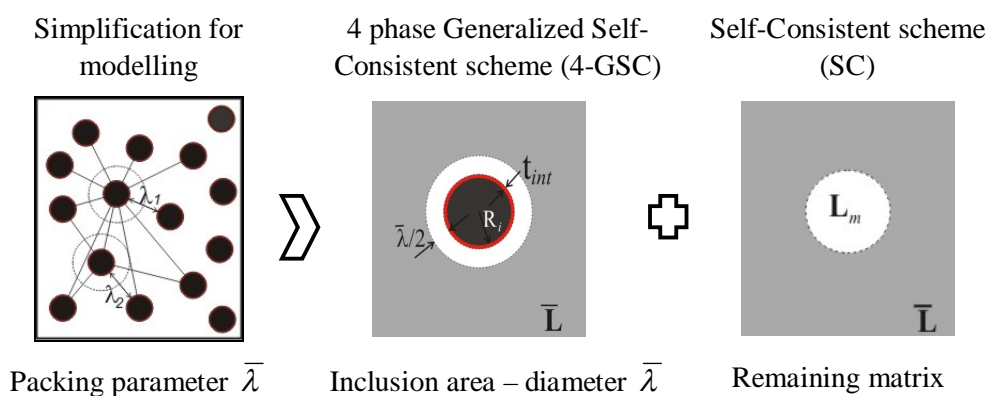 Simplification for
modelling
4 phase Generalized Self-
Consistent scheme (4-GSC)
Self-Consistent scheme
(SC)
λ1
λ2
t_int
R_i
λ̄/2
L̄
L_m
L̄
Packing parameter λ̄
Inclusion area – diameter λ̄
Remaining matrix